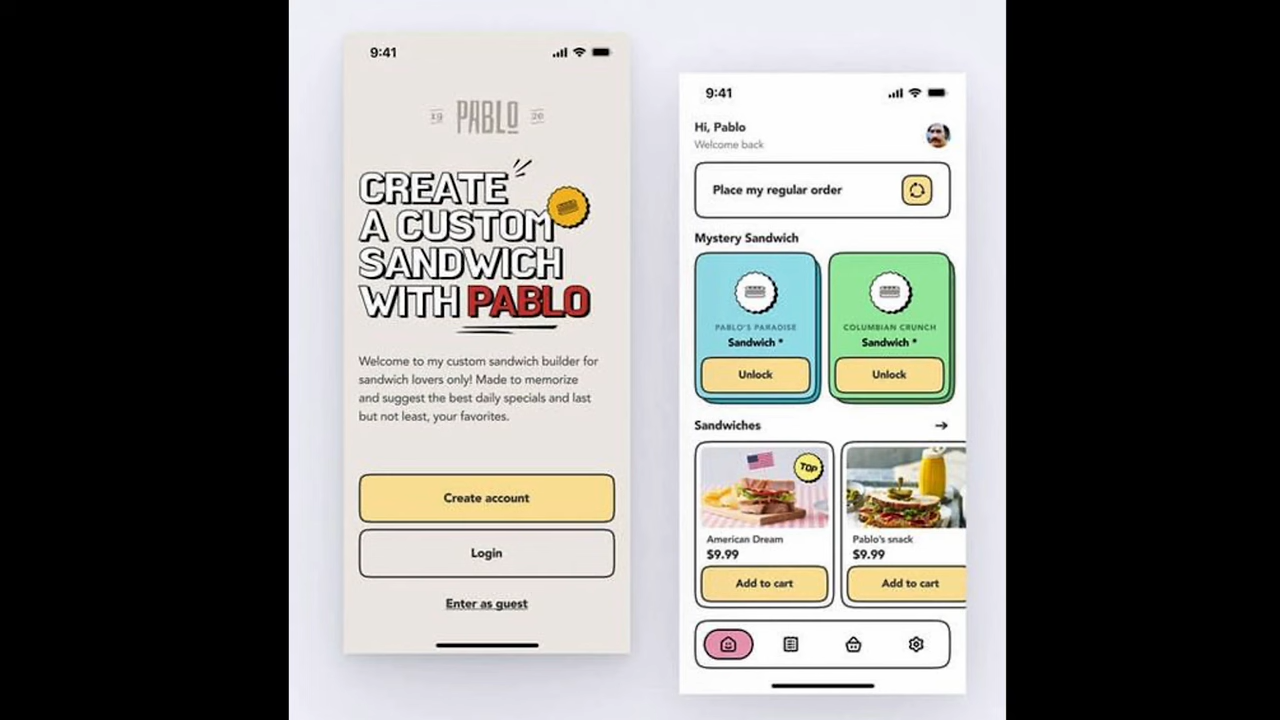 9:41
19 PABLO 20
CREATE
A CUSTOM
SANDWICH
WITH PABLO
Welcome to my custom sandwich builder for
sandwich lovers only! Made to memorize
and suggest the best daily specials and last
but not least, your favorites.
Create account
Login
Enter as guest
9:41
Hi, Pablo
Welcome back
Place my regular order
Mystery Sandwich
PABLO'S PARADISE
Sandwich *
Unlock
COLUMBIAN CRUNCH
Sandwich *
Unlock
Sandwiches
TOP
American Dream
$9.99
Add to cart
Pablo's snack
$9.99
Add to cart